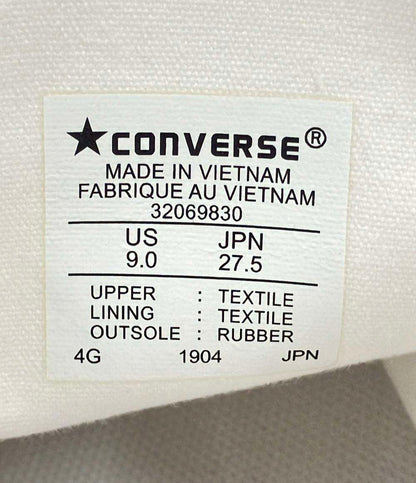 ★CONVERSE®
MADE IN VIETNAM
FABRIQUE AU VIETNAM
32069830
US JPN
9.0 27.5
UPPER : TEXTILE
LINING : TEXTILE
OUTSOLE : RUBBER
4G 1904 JPN